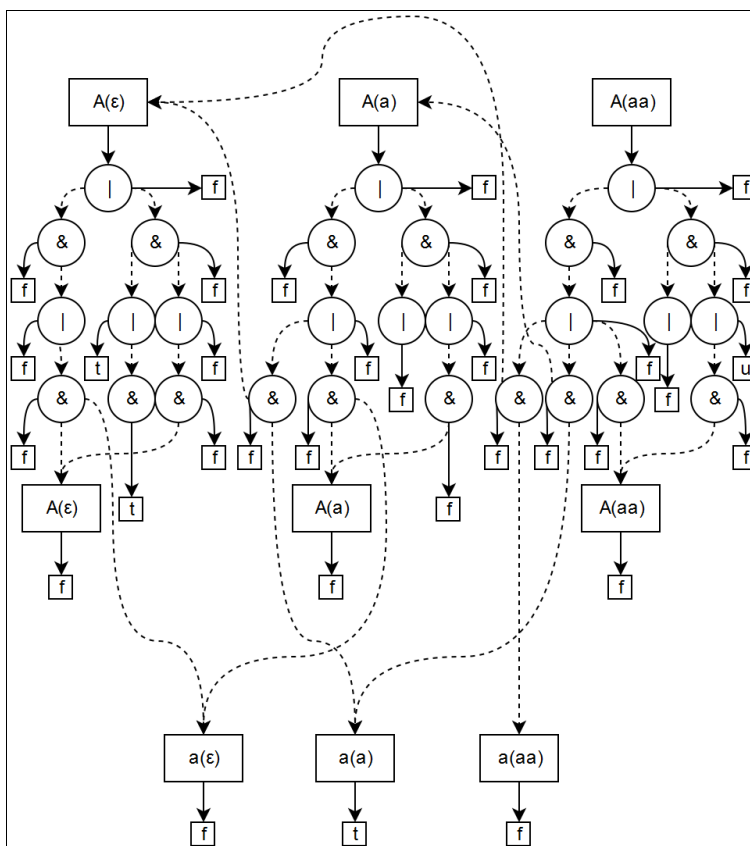 A(ε) A(a) A(aa)
| f | f | f
& & & & & &
f f f f f f
| | | | | | | | |
f t f f f f f f u
& & & & & & & & & &
f f f f f f f f
A(ε) t A(a) f A(aa)
f f f
a(ε) a(a) a(aa)
f t f